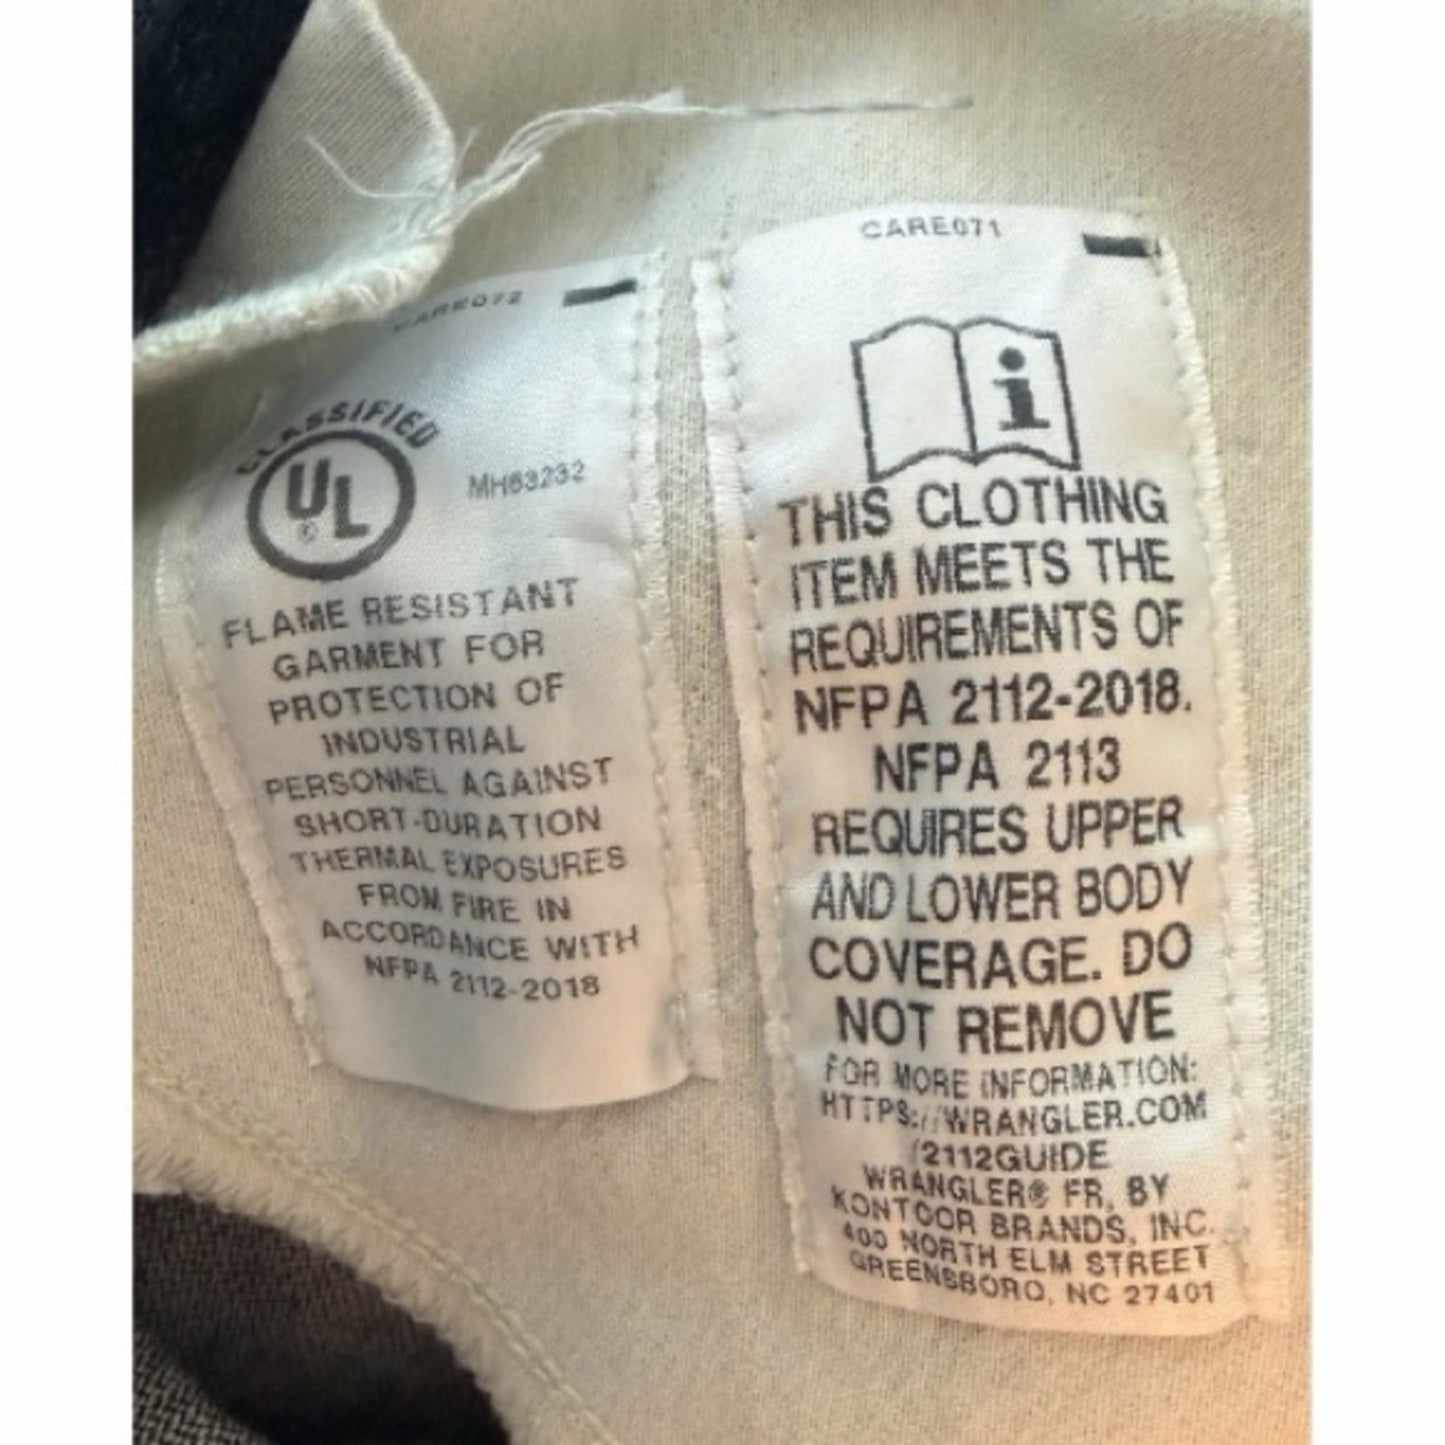 CARE072
CLASSIFIED
UL
©
MH63232
FLAME RESISTANT
GARMENT FOR
PROTECTION OF
INDUSTRIAL
PERSONNEL AGAINST
SHORT-DURATION
THERMAL EXPOSURES
FROM FIRE IN
ACCORDANCE WITH
NFPA 2112-2018
CARE071
i
THIS CLOTHING
ITEM MEETS THE
REQUIREMENTS OF
NFPA 2112-2018.
NFPA 2113
REQUIRES UPPER
AND LOWER BODY
COVERAGE. DO
NOT REMOVE
FOR MORE INFORMATION:
HTTPS://WRANGLER.COM
/2112GUIDE
WRANGLER® FR, BY
KONTOOR BRANDS, INC.
400 NORTH ELM STREET
GREENSBORO, NC 27401